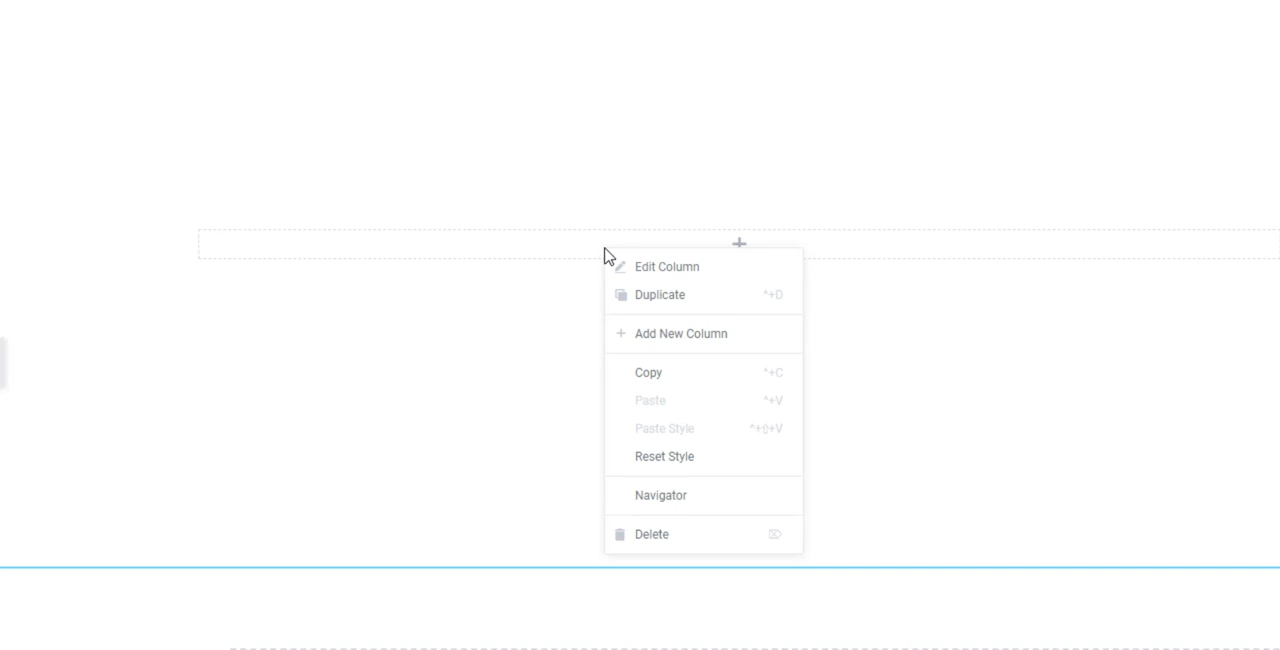 Edit Column
Duplicate ^+D
Add New Column
Copy ^+C
Paste ^+V
Paste Style ^+⇧+V
Reset Style
Navigator
Delete ⌦